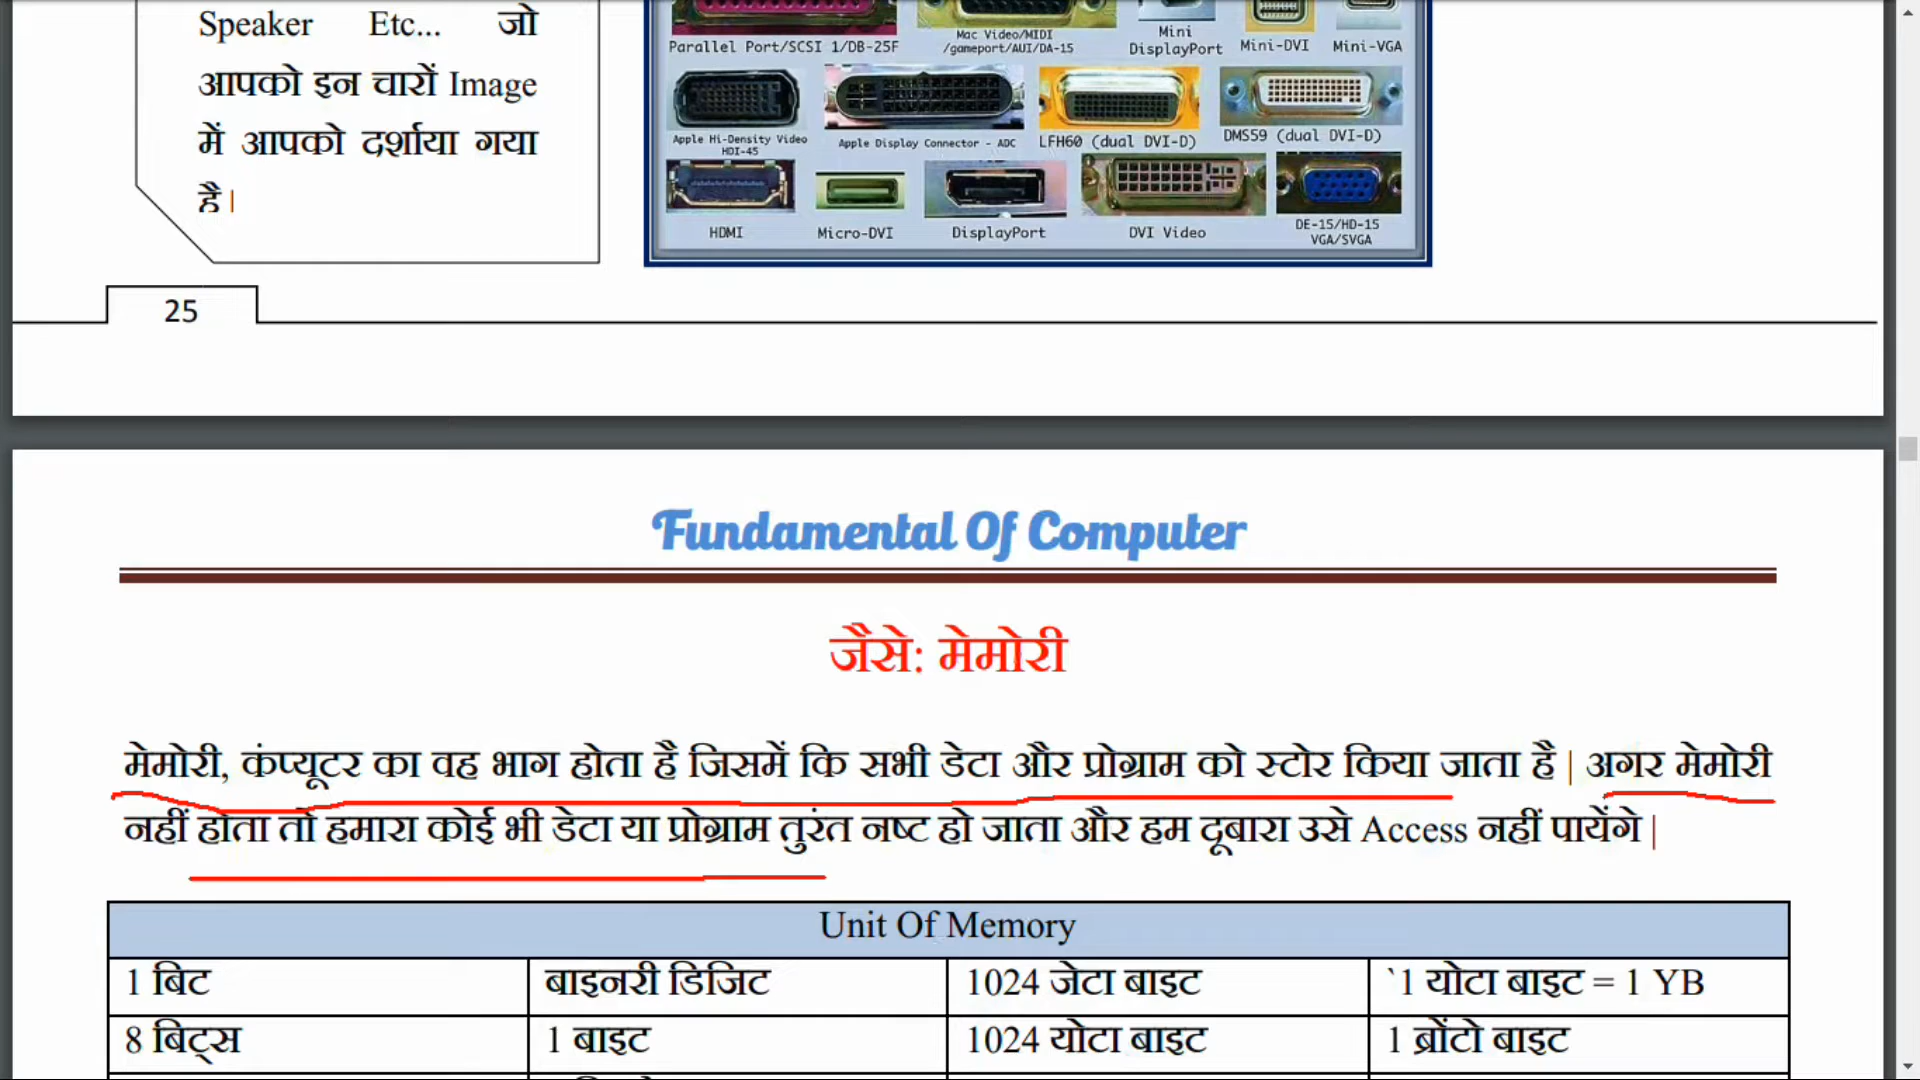 Speaker Etc... जो
आपको इन चारों Image
में आपको दर्शाया गया
है|
Parallel Port/SCSI 1/DB-25F
Mac Video/MIDI
/gameport/AUI/DA-15
Mini
DisplayPort
Mini-DVI
Mini-VGA
Apple Hi-Density Video
HDI-45
Apple Display Connector - ADC
LFH60 (dual DVI-D)
DMS59 (dual DVI-D)
HDMI
Micro-DVI
DisplayPort
DVI Video
DE-15/HD-15
VGA/SVGA
25
Fundamental Of Computer
जैसे: मेमोरी
मेमोरी, कंप्यूटर का वह भाग होता है जिसमें कि सभी डेटा और प्रोग्राम को स्टोर किया जाता है | अगर मेमोरी
नहीं होता तो हमारा कोई भी डेटा या प्रोग्राम तुरंत नष्ट हो जाता और हम दूबारा उसे Access नहीं पायेंगे |
Unit Of Memory
1 बिट बाइनरी डिजिट 1024 जेटा बाइट `1 योटा बाइट = 1 YB
8 बिट्स 1 बाइट 1024 योटा बाइट 1 ब्रोंटो बाइट